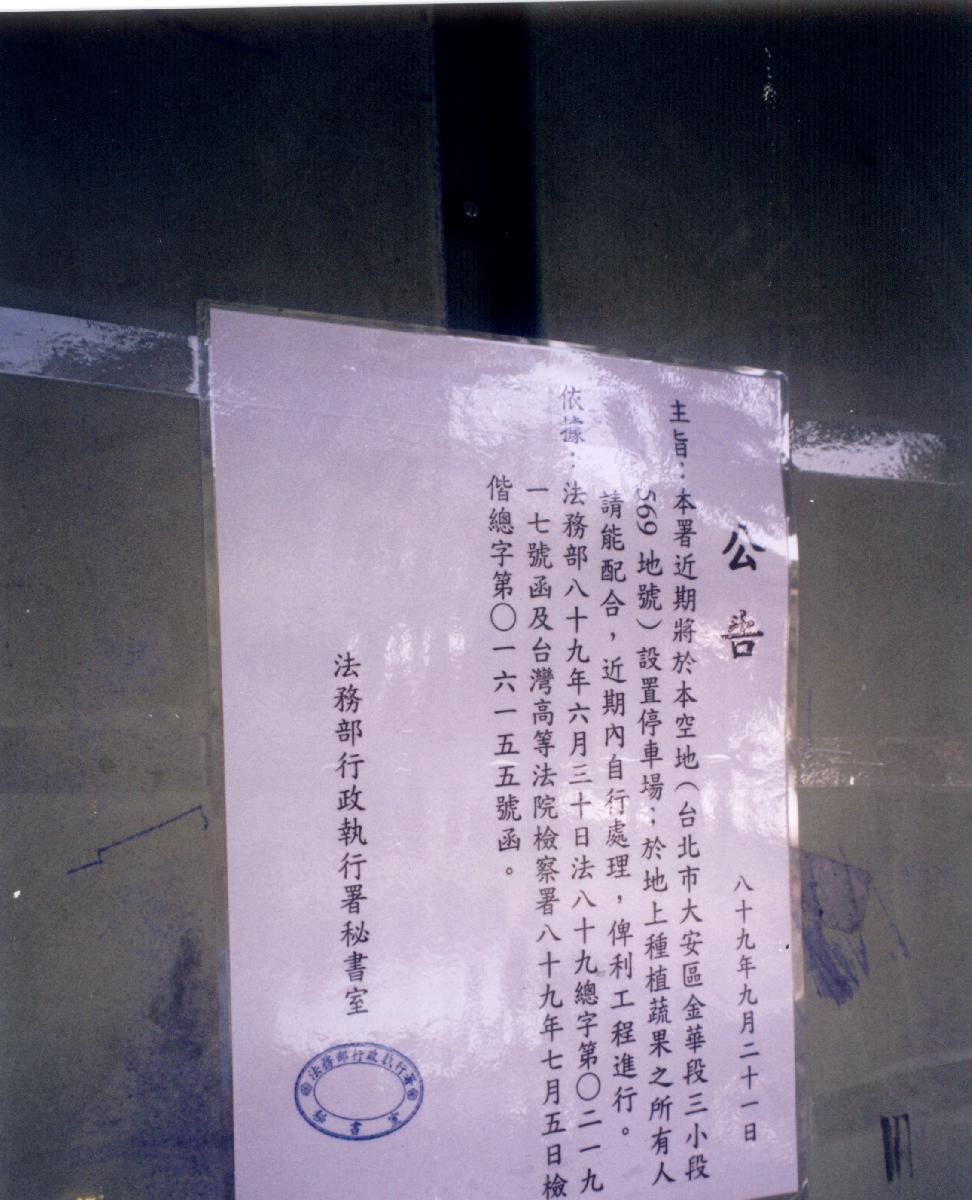 公告
八十九年九月二十一日
主旨：本署近期將於本空地（台北市大安區金華段三小段
569 地號）設置停車場；於地上種植蔬果之所有人
請能配合，近期內自行處理，俾利工程進行。
依據：法務部八十九年六月三十日法八十九總字第〇二一九
一七號函及台灣高等法院檢察署八十九年七月五日檢
偕總字第〇一六一五五號函。
法務部行政執行署秘書室
法務部行政執行署
秘書室